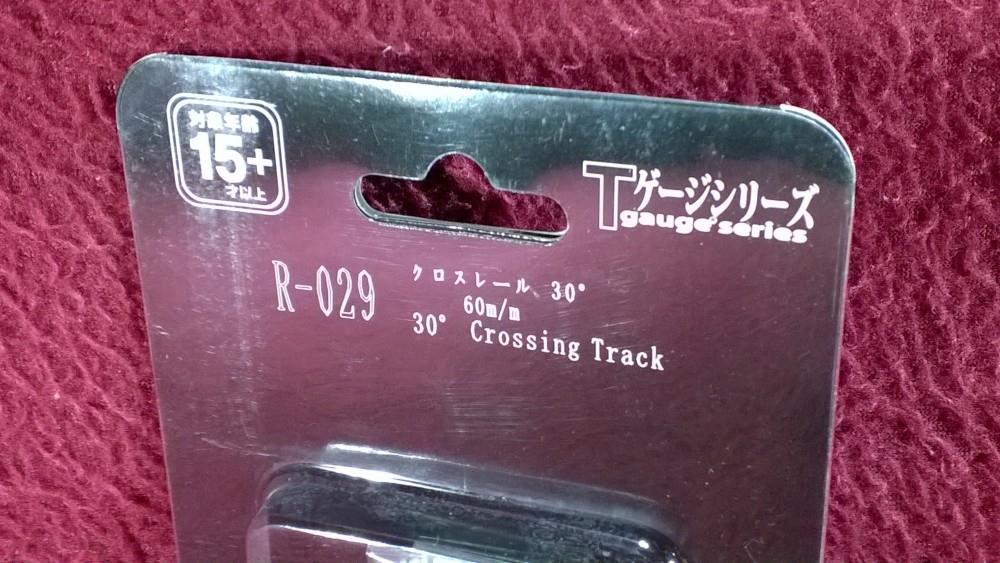 対象年齢
15+
才以上
Tゲージシリーズ
gauge series
R-029
クロスレール 30°
60m/m
30° Crossing Track